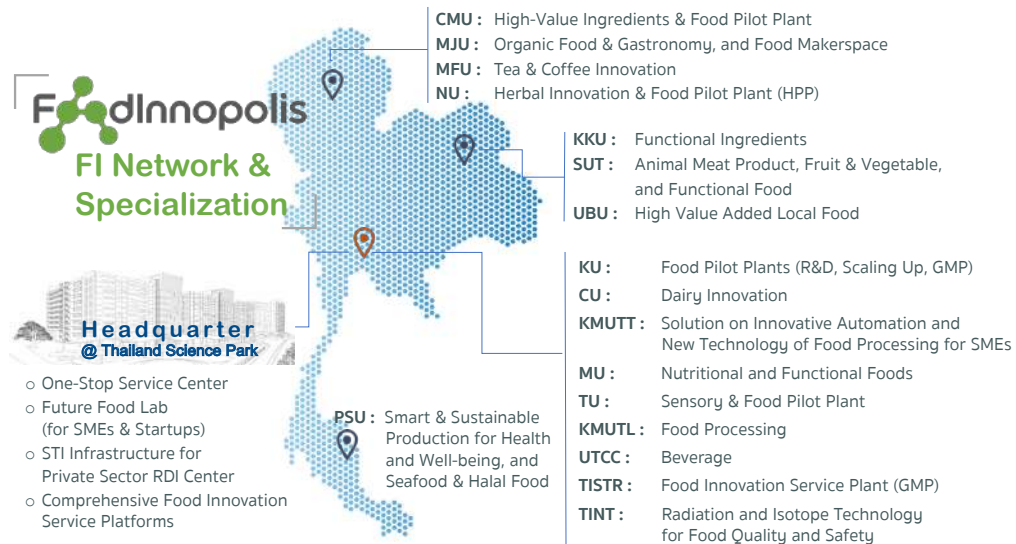 FoodInnopolis
FI Network &
Specialization
Headquarter
@ Thailand Science Park
o One-Stop Service Center
o Future Food Lab
(for SMEs & Startups)
o STI Infrastructure for
Private Sector RDI Center
o Comprehensive Food Innovation
Service Platforms
CMU : High-Value Ingredients & Food Pilot Plant
MJU : Organic Food & Gastronomy, and Food Makerspace
MFU : Tea & Coffee Innovation
NU : Herbal Innovation & Food Pilot Plant (HPP)
KKU : Functional Ingredients
SUT : Animal Meat Product, Fruit & Vegetable,
and Functional Food
UBU : High Value Added Local Food
KU : Food Pilot Plants (R&D, Scaling Up, GMP)
CU : Dairy Innovation
KMUTT : Solution on Innovative Automation and
New Technology of Food Processing for SMEs
MU : Nutritional and Functional Foods
TU : Sensory & Food Pilot Plant
KMUTL : Food Processing
UTCC : Beverage
TISTR : Food Innovation Service Plant (GMP)
TINT : Radiation and Isotope Technology
for Food Quality and Safety
PSU : Smart & Sustainable
Production for Health
and Well-being, and
Seafood & Halal Food